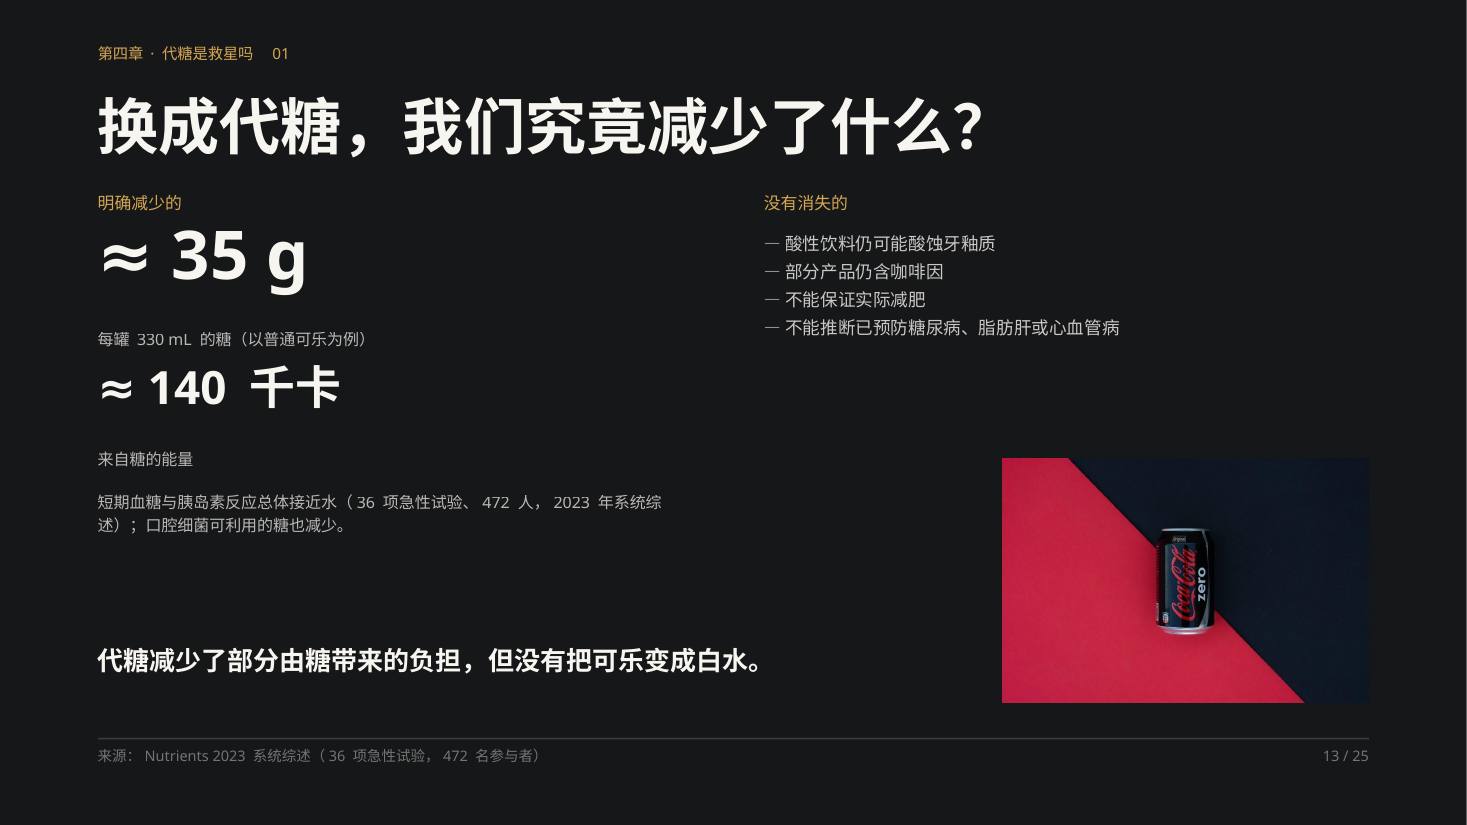 第四章 · 代糖是救星吗 01
换成代糖，我们究竟减少了什么？
明确减少的
≈ 35 g
每罐 330 mL 的糖（以普通可乐为例）
≈ 140 千卡
来自糖的能量
短期血糖与胰岛素反应总体接近水（ 36 项急性试验、 472 人， 2023 年系统综
述）；口腔细菌可利用的糖也减少。
没有消失的
— 酸性饮料仍可能酸蚀牙釉质
— 部分产品仍含咖啡因
— 不能保证实际减肥
— 不能推断已预防糖尿病、脂肪肝或心血管病
Coca-Cola
zero
代糖减少了部分由糖带来的负担，但没有把可乐变成白水。
来源： Nutrients 2023 系统综述（ 36 项急性试验， 472 名参与者）
13 / 25